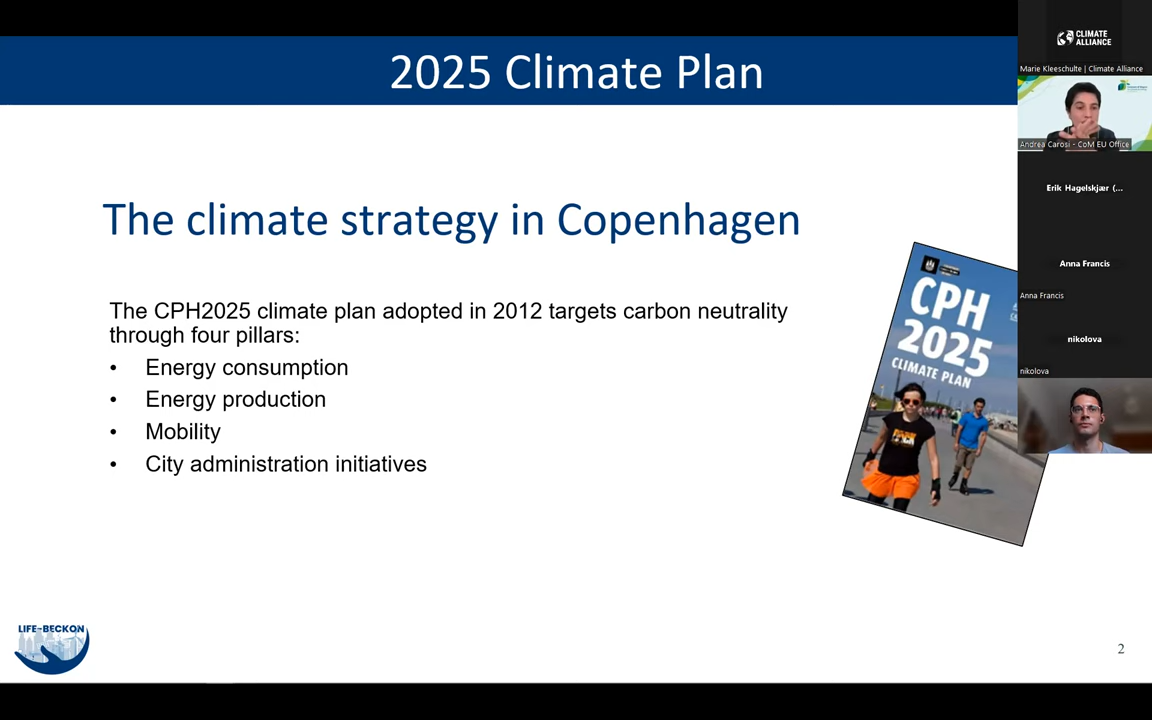 2025 Climate Plan
The climate strategy in Copenhagen
The CPH2025 climate plan adopted in 2012 targets carbon neutrality
through four pillars:
• Energy consumption
• Energy production
• Mobility
• City administration initiatives
CPH
2025
CLIMATE PLAN
LIFE-BECKON
2
CLIMATE
ALLIANCE
Marie Kleeschulte | Climate Alliance
Andrea Carosi - CoM EU Office
Erik Hagelskjær (...
Anna Francis
Anna Francis
nikolova
nikolova